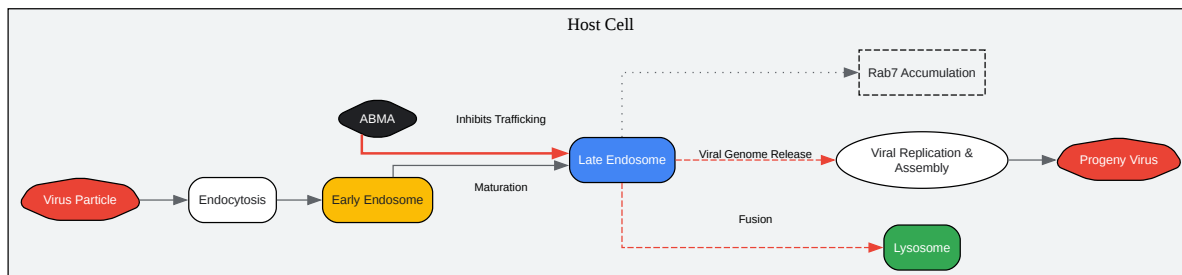 Host Cell
Rab7 Accumulation
ABMA
Inhibits Trafficking
Late Endosome
Viral Genome Release
Viral Replication &
Assembly
Progeny Virus
Maturation
Virus Particle
Endocytosis
Early Endosome
Fusion
Lysosome